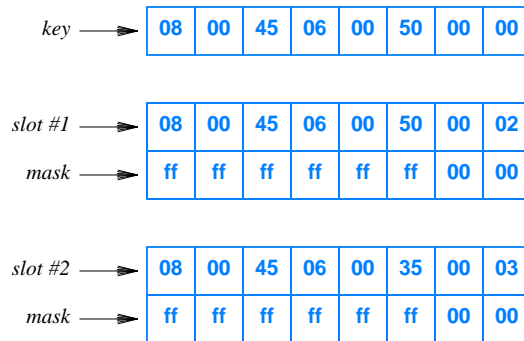 key 08 00 45 06 00 50 00 00
slot #1 08 00 45 06 00 50 00 02
mask ff ff ff ff ff ff 00 00
slot #2 08 00 45 06 00 35 00 03
mask ff ff ff ff ff ff 00 00